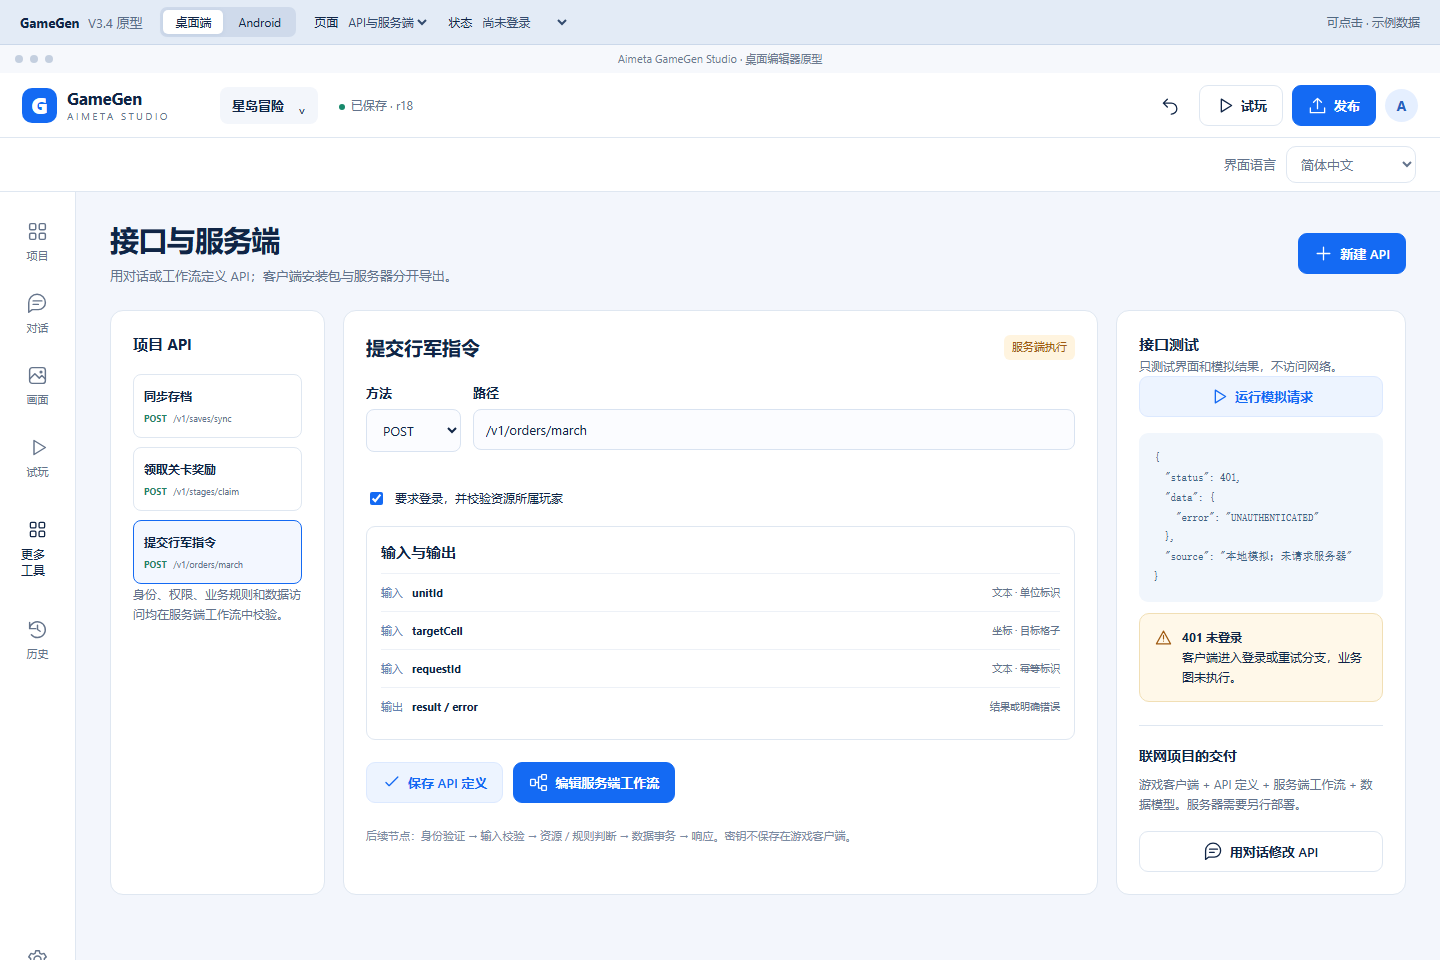 GameGen V3.4 原型 桌面端 Android 页面 API与服务端 状态 尚未登录 可点击 · 示例数据
Aimeta GameGen Studio · 桌面编辑器原型
G GameGen
AIMETA STUDIO
星岛冒险
已保存 · r18
试玩
发布
A
界面语言 简体中文
项目
对话
画面
试玩
更多
工具
历史
接口与服务端
用对话或工作流定义 API；客户端安装包与服务器分开导出。
新建 API
项目 API
同步存档
POST /v1/saves/sync
领取关卡奖励
POST /v1/stages/claim
提交行军指令
POST /v1/orders/march
身份、权限、业务规则和数据访
问均在服务端工作流中校验。
提交行军指令
服务端执行
方法 路径
POST /v1/orders/march
要求登录，并校验资源所属玩家
输入与输出
输入 unitId 文本 · 单位标识
输入 targetCell 坐标 · 目标格子
输入 requestId 文本 · 幂等标识
输出 result / error 结果或明确错误
保存 API 定义
编辑服务端工作流
后续节点：身份验证 → 输入校验 → 资源 / 规则判断 → 数据事务 → 响应。密钥不保存在游戏客户端。
接口测试
只测试界面和模拟结果，不访问网络。
运行模拟请求
{
"status": 401,
"data": {
"error": "UNAUTHENTICATED"
},
"source": "本地模拟；未请求服务器"
}
401 未登录
客户端进入登录或重试分支，业务
图未执行。
联网项目的交付
游戏客户端 + API 定义 + 服务端工作流 + 数
据模型。服务器需要另行部署。
用对话修改 API